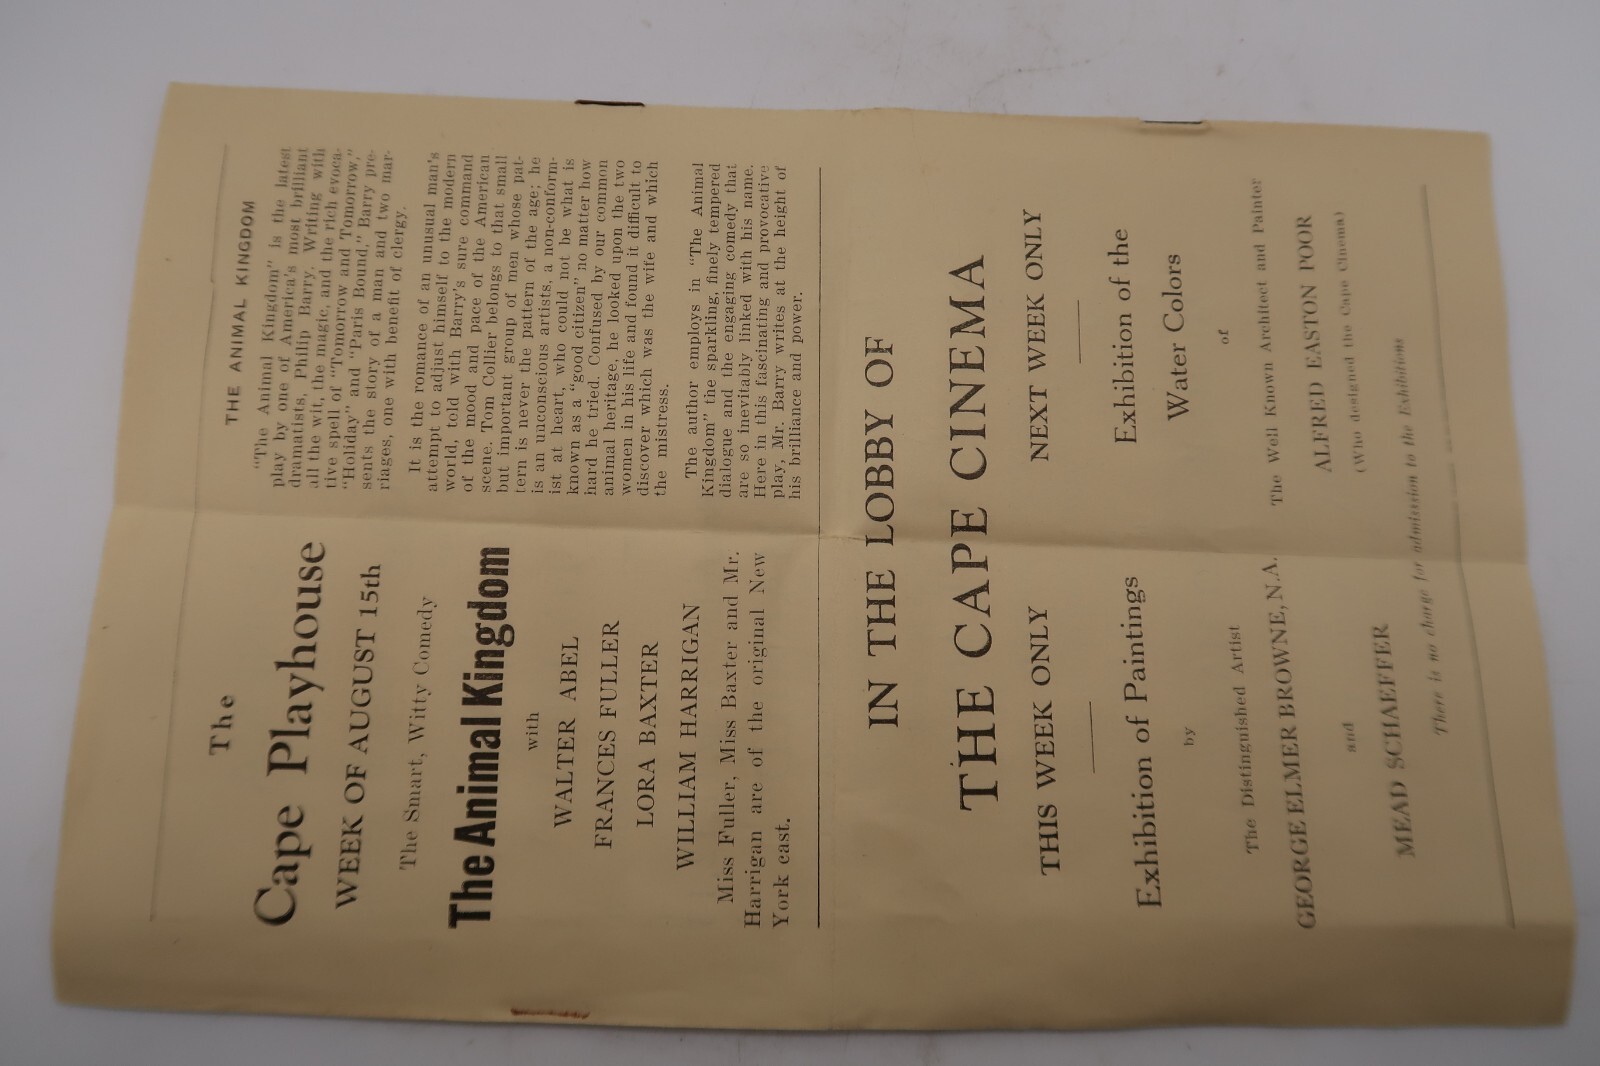 The
Cape Playhouse
WEEK OF AUGUST 15th
The Smart, Witty Comedy
The Animal Kingdom
with
WALTER ABEL
FRANCES FULLER
LORA BAXTER
WILLIAM HARRIGAN
Miss Fuller, Miss Baxter and Mr.
Harrigan are of the original New
York cast.
THE ANIMAL KINGDOM
"The Animal Kingdom" is the latest
play by one of America's most brilliant
dramatists, Philip Barry. Writing with
all the wit, the magic, and the rich evoca-
tive spell of "Tomorrow and Tomorrow,"
"Holiday" and "Paris Bound," Barry pre-
sents the story of a man and two mar-
riages, one with benefit of clergy.
It is the romance of an unusual man's
attempt to adjust himself to the modern
world, told with Barry's sure command
of the mood and pace of the American
scene. Tom Collier belongs to that small
but important group of men whose pat-
tern is never the pattern of the age; he
is an unconscious artists, a non-conform-
ist at heart, who could not be what is
known as a "good citizen" no matter how
hard he tried. Confused by our common
animal heritage, he looked upon the two
women in his life and found it difficult to
discover which was the wife and which
the mistress.
The author employs in "The Animal
Kingdom" the sparkling, finely tempered
dialogue and the engaging comedy that
are so inevitably linked with his name.
Here in this fascinating and provocative
play, Mr. Barry writes at the height of
his brilliance and power.
IN THE LOBBY OF
THE CAPE CINEMA
THIS WEEK ONLY
Exhibition of Paintings
by
The Distinguished Artist
GEORGE ELMER BROWNE, N.A.
and
MEAD SCHAEFFER
NEXT WEEK ONLY
Exhibition of the
Water Colors
of
The Well Known Architect and Painter
ALFRED EASTON POOR
(Who designed the Cape Cinema)
There is no charge for admission to the Exhibitions